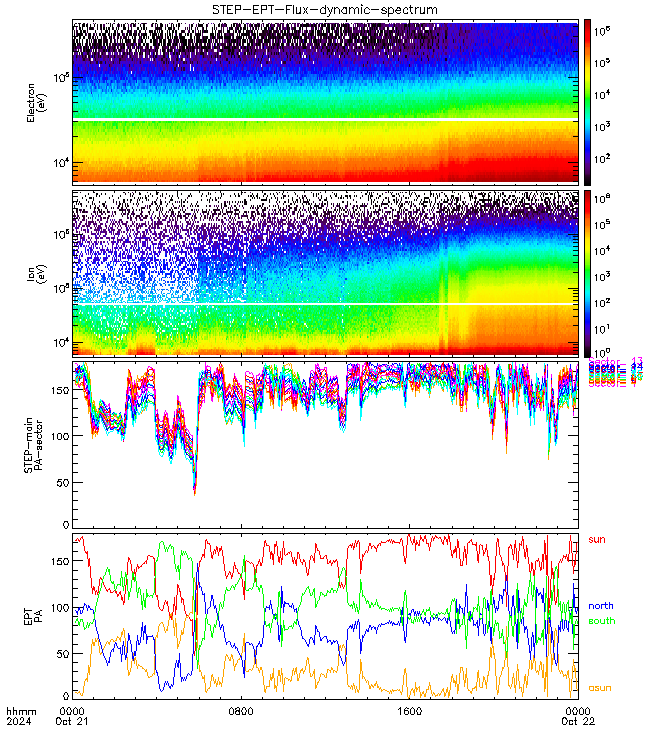 STEP-EPT-Flux-dynamic-spectrum
Electron
(eV)
10^5
10^4
10^6
10^5
10^4
10^3
10^2
Ion
(eV)
10^6
10^5
10^4
10^6
10^5
10^4
10^3
10^2
10^1
10^0
STEP-main
PA-sector
150
100
50
0
EPT
PA
150
100
50
0
sun
north
south
asun
hhmm
2024
0000
Oct 21
0800
1600
0000
Oct 22